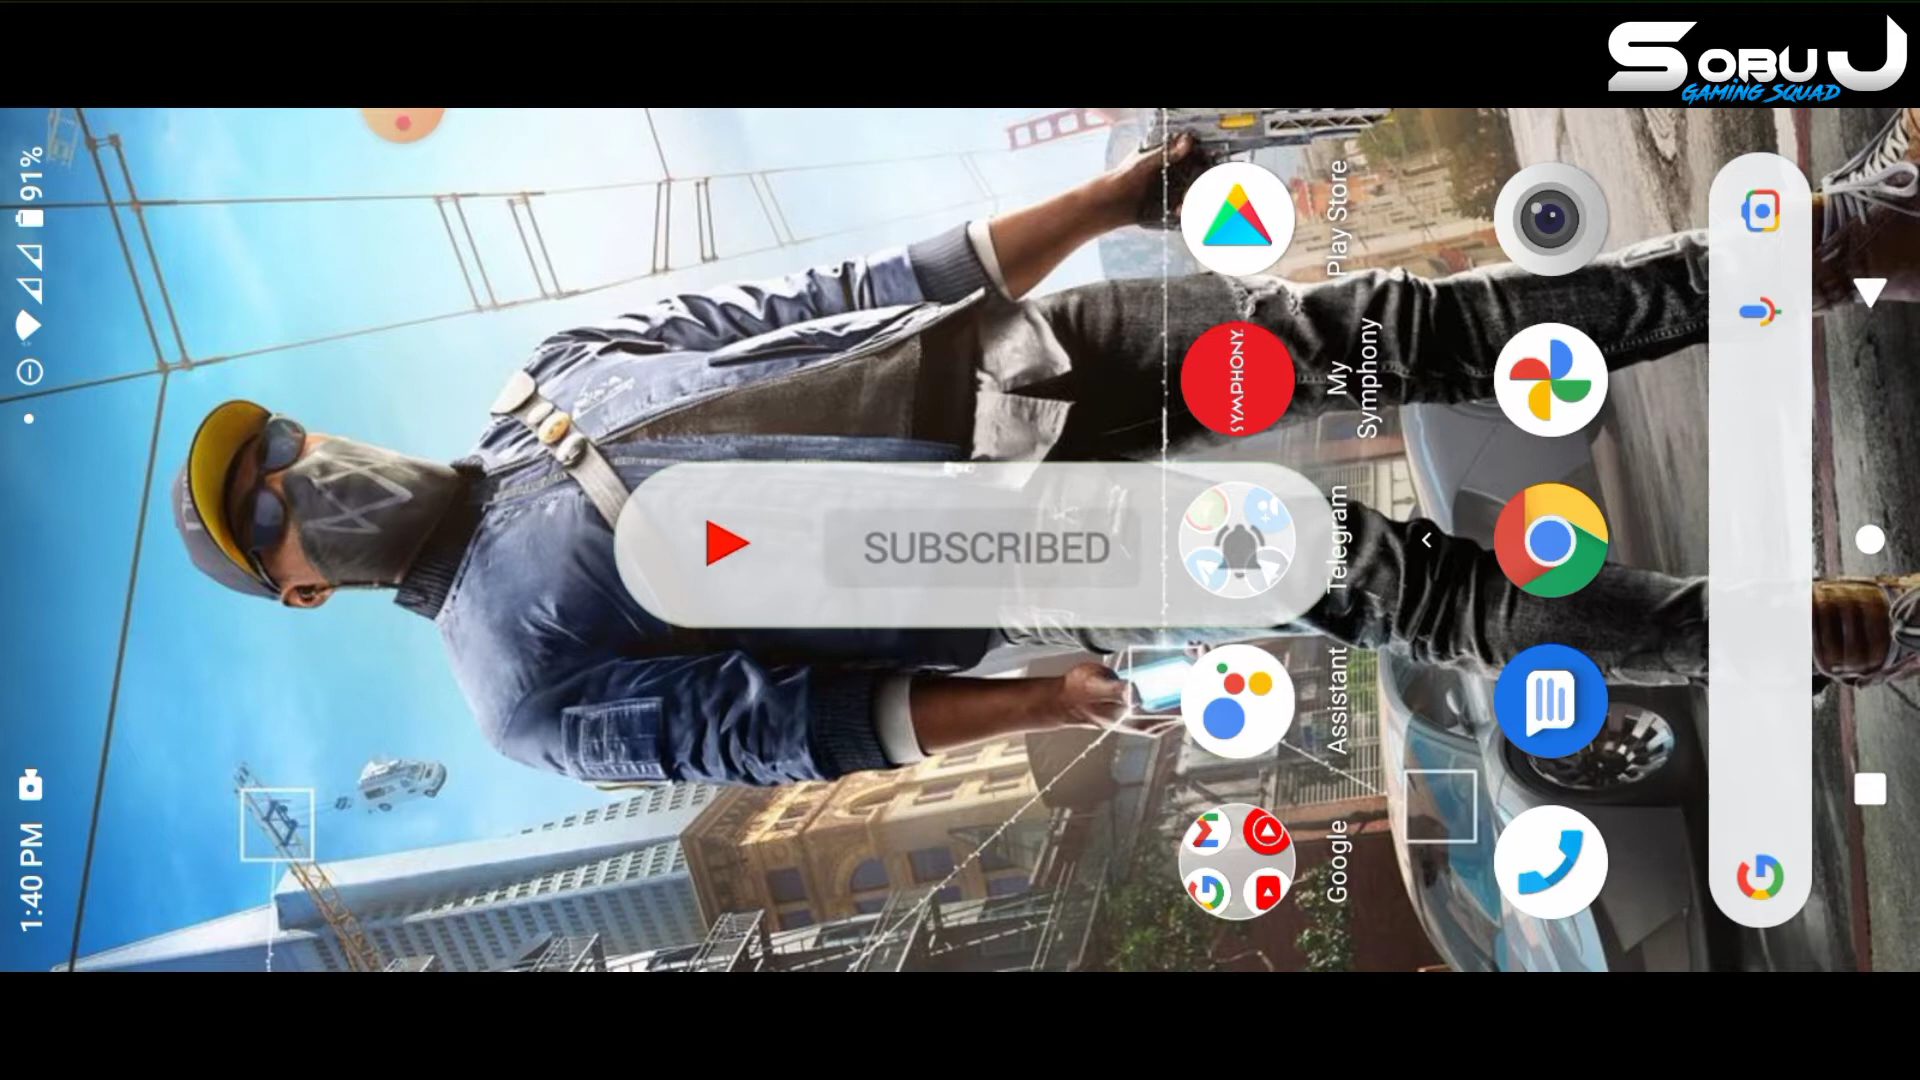 SOBUJ
GAMING SQUAD
1:40 PM
91%
SUBSCRIBED
SYMPHONY
Google
Assistant
Telegram
My
Symphony
Play Store